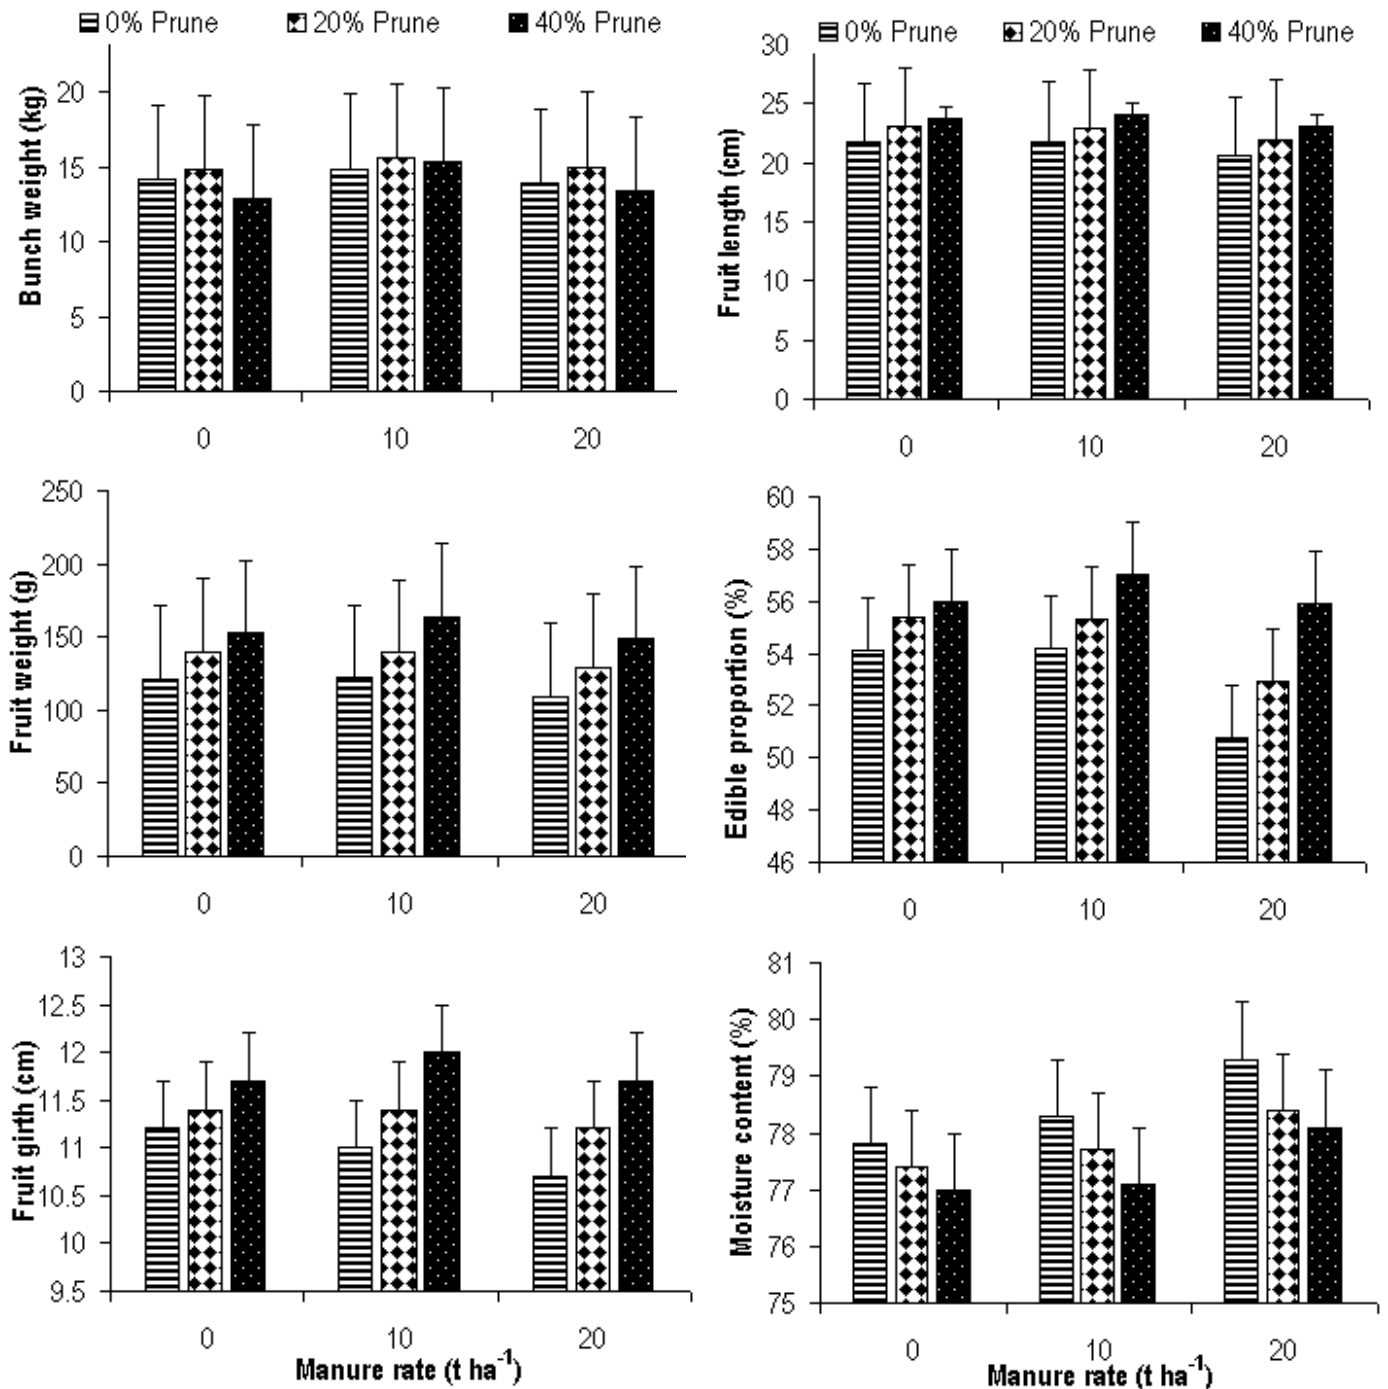 0% Prune 20% Prune 40% Prune
Bunch weight (kg)
20
15
10
5
0
0 10 20
0% Prune 20% Prune 40% Prune
Fruit length (cm)
30
25
20
15
10
5
0
0 10 20
Fruit weight (g)
250
200
150
100
50
0
0 10 20
Edible proportion (%)
60
58
56
54
52
50
48
46
0 10 20
Fruit girth (cm)
13
12.5
12
11.5
11
10.5
10
9.5
0 10 20
Manure rate (t ha⁻¹)
Moisture content (%)
81
80
79
78
77
76
75
0 10 20
Manure rate (t ha⁻¹)